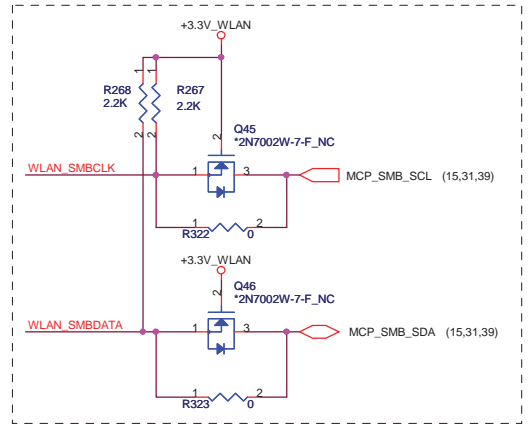 +3.3V_WLAN
1 1
R268 R267
2.2K 2.2K
2 2
Q45
*2N7002W-7-F_NC
2
WLAN_SMBCLK 1 3 MCP_SMB_SCL (15,31,39)
1 2
R322 0
+3.3V_WLAN
Q46
*2N7002W-7-F_NC
2
WLAN_SMBDATA 1 3 MCP_SMB_SDA (15,31,39)
1 2
R323 0